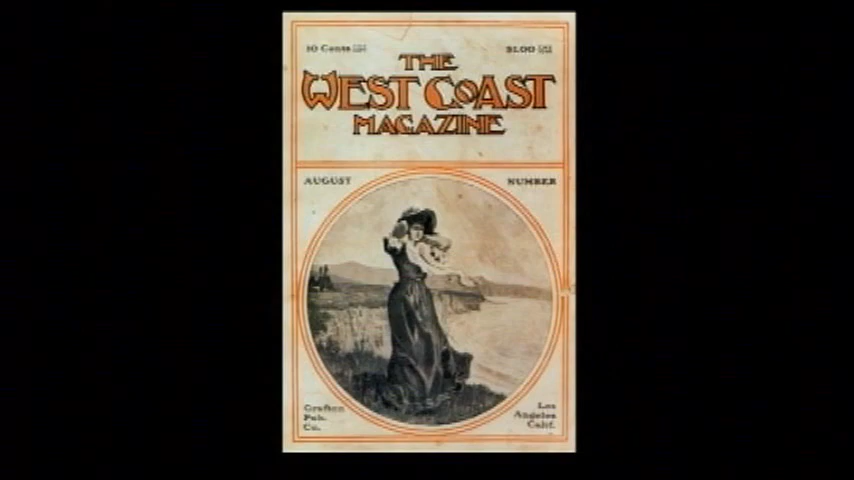 10 Cents
$1.00
THE
WEST COAST
MAGAZINE
AUGUST NUMBER
Grafton
Pub.
Co.
Los
Angeles
Calif.